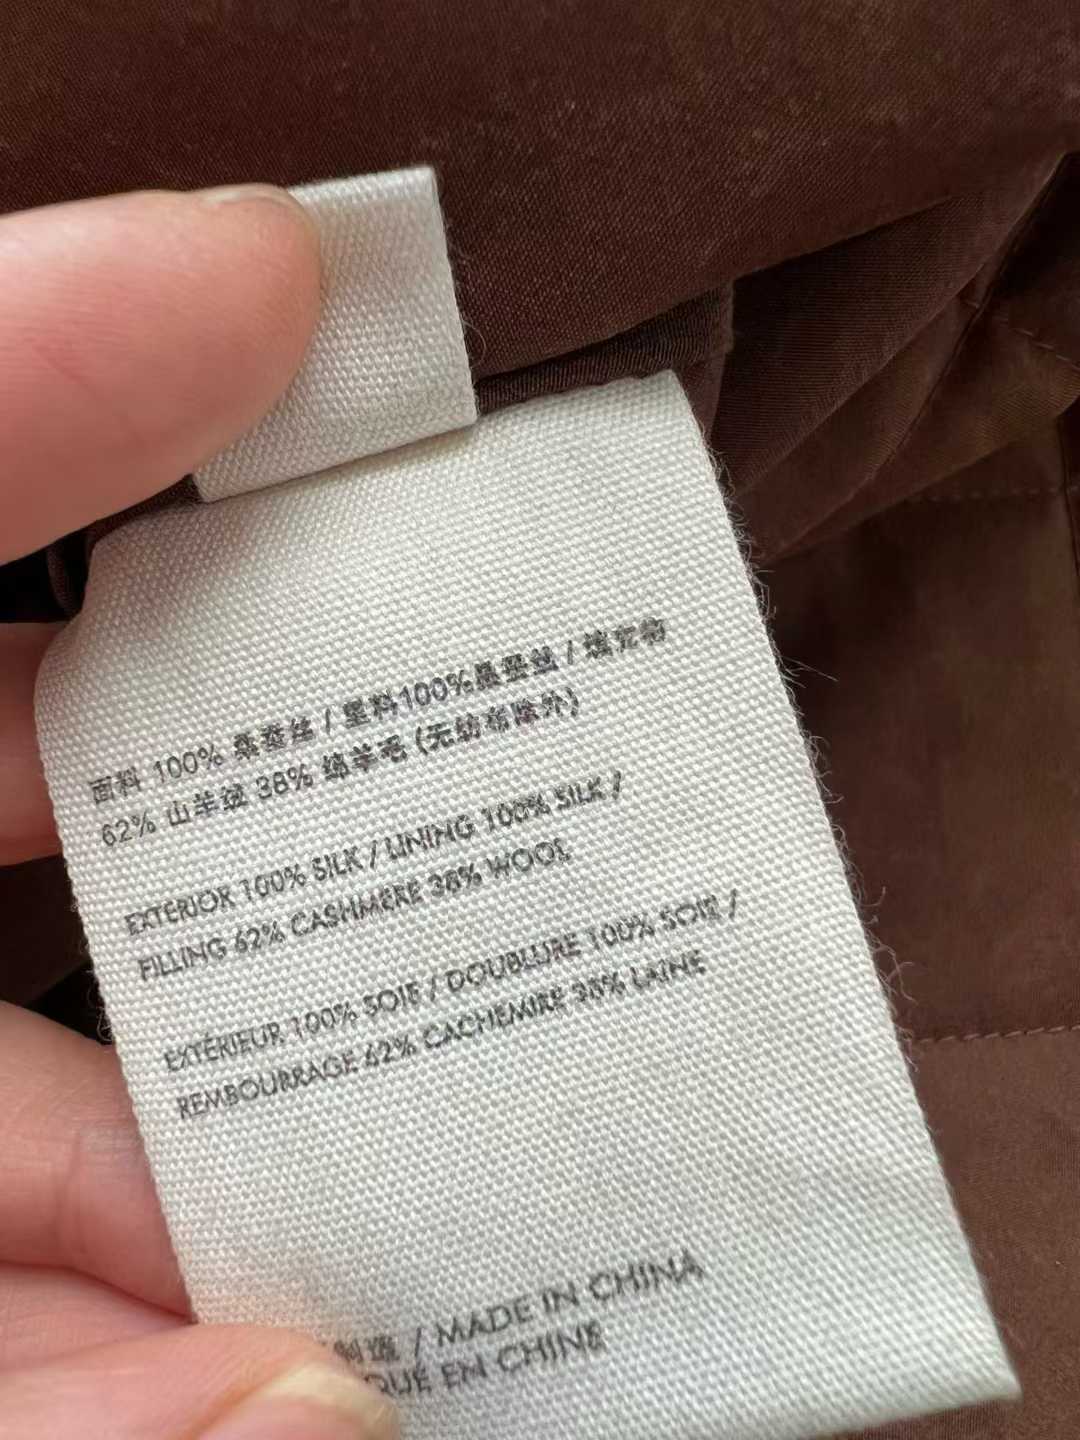 面料 100% 桑蚕丝 / 里料100%桑蚕丝 / 填充物
62% 山羊绒 38% 绵羊毛 (无纺布除外)
EXTERIOR 100% SILK / LINING 100% SILK /
FILLING 62% CASHMERE 38% WOOL
EXTÉRIEUR 100% SOIE / DOUBLURE 100% SOIE /
REMBOURRAGE 62% CACHEMIRE 38% LAINE
制造 / MADE IN CHINA
QUÉ EN CHINE